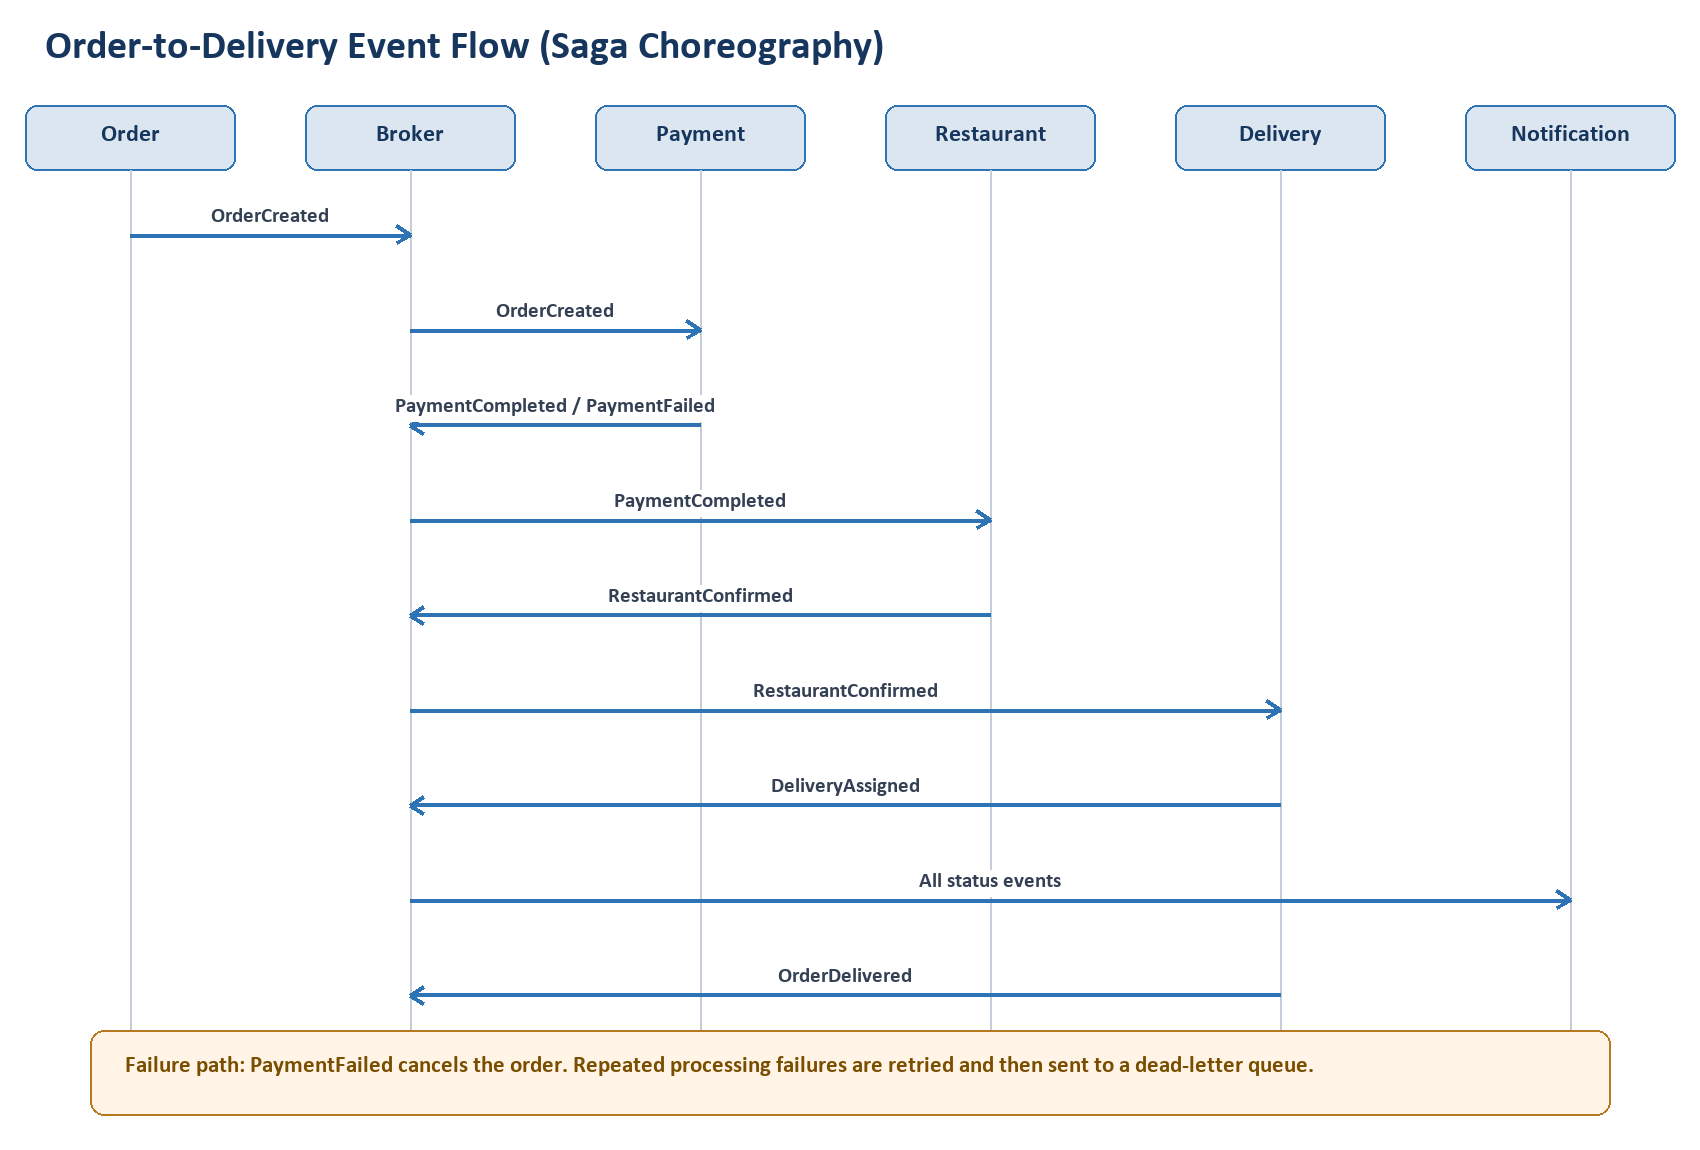 Order-to-Delivery Event Flow (Saga Choreography)
Order
Broker
Payment
Restaurant
Delivery
Notification
OrderCreated
OrderCreated
PaymentCompleted / PaymentFailed
PaymentCompleted
RestaurantConfirmed
RestaurantConfirmed
DeliveryAssigned
All status events
OrderDelivered
Failure path: PaymentFailed cancels the order. Repeated processing failures are retried and then sent to a dead-letter queue.